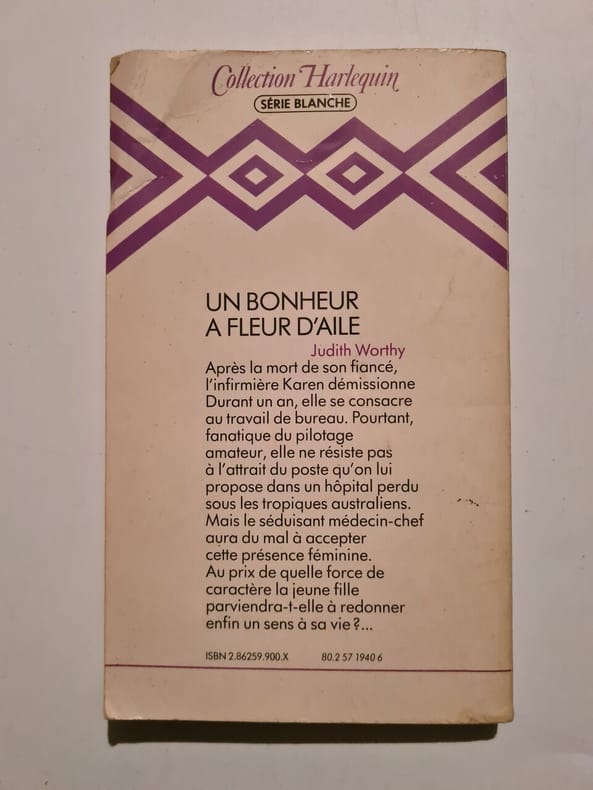 Collection Harlequin
SÉRIE BLANCHE
UN BONHEUR
A FLEUR D'AILE
Judith Worthy
Après la mort de son fiancé,
l'infirmière Karen démissionne
Durant un an, elle se consacre
au travail de bureau. Pourtant,
fanatique du pilotage
amateur, elle ne résiste pas
à l'attrait du poste qu'on lui
propose dans un hôpital perdu
sous les tropiques australiens.
Mais le séduisant médecin-chef
aura du mal à accepter
cette présence féminine.
Au prix de quelle force de
caractère la jeune fille
parviendra-t-elle à redonner
enfin un sens à sa vie?...
ISBN 2.86259.900.X 80.2 57 1940 6